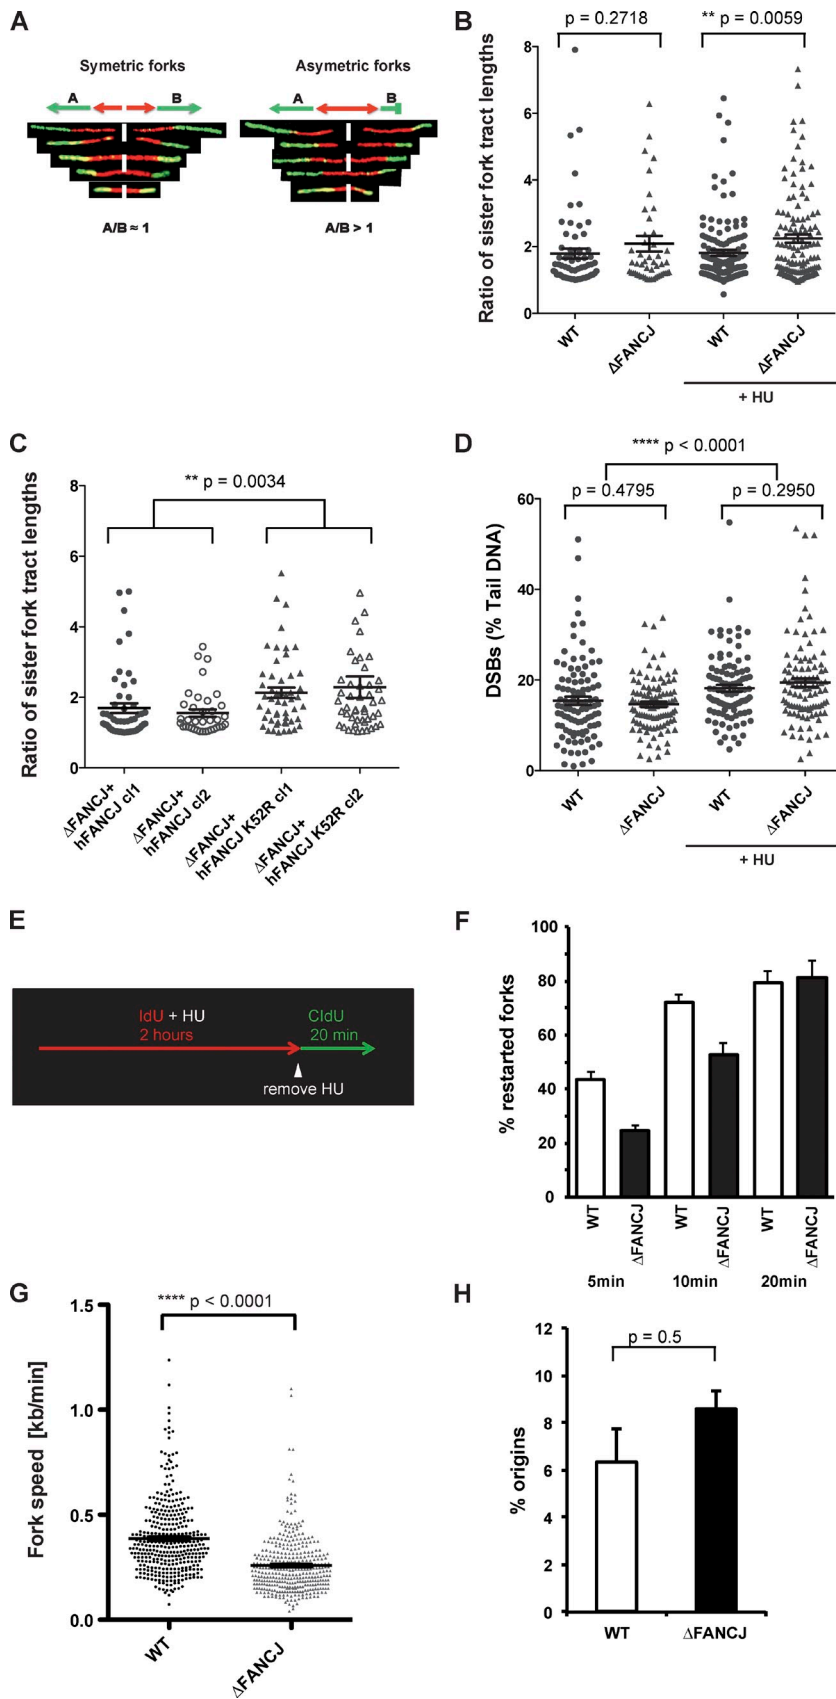 A
Symetric forks
Asymetric forks
A
B
A
B
A/B ≈ 1
A/B > 1
B
p = 0.2718
** p = 0.0059
Ratio of sister fork tract lengths
8
6
4
2
0
WT
ΔFANCJ
WT
ΔFANCJ
+ HU
C
Ratio of sister fork tract lengths
** p = 0.0034
8
6
4
2
0
ΔFANCJ+
hFANCJ cl1
ΔFANCJ+
hFANCJ cl2
ΔFANCJ+
hFANCJ K52R cl1
ΔFANCJ+
hFANCJ K52R cl2
D
**** p < 0.0001
p = 0.4795
p = 0.2950
DSBs (% Tail DNA)
60
40
20
0
WT
ΔFANCJ
WT
ΔFANCJ
+ HU
E
IdU + HU
2 hours
CldU
20 min
remove HU
F
% restarted forks
100
80
60
40
20
0
WT
ΔFANCJ
WT
ΔFANCJ
WT
ΔFANCJ
5min
10min
20min
G
**** p < 0.0001
Fork speed [kb/min]
1.5
1.0
0.5
0.0
WT
ΔFANCJ
H
p = 0.5
% origins
12
10
8
6
4
2
0
WT
ΔFANCJ